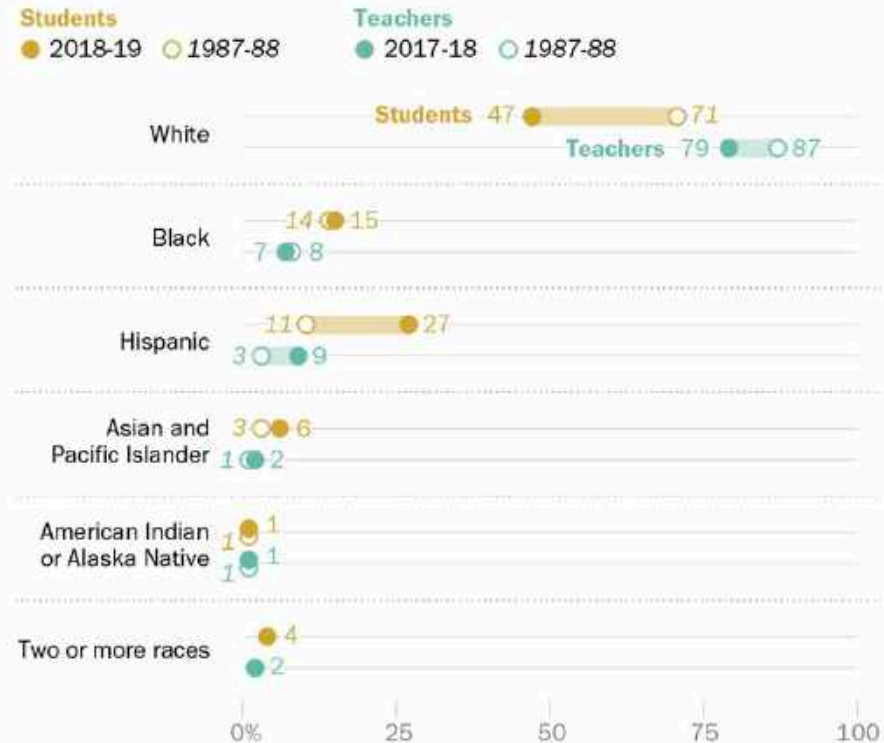 Students Teachers
2018-19 1987-88 2017-18 1987-88
Students 47 71
White
Teachers 79 87
14 15
Black
7 8
11 27
Hispanic
3 9
Asian and 3 6
Pacific Islander 1 2
American Indian 1
1
or Alaska Native 1
1
4
Two or more races
2
0% 25 50 75 100